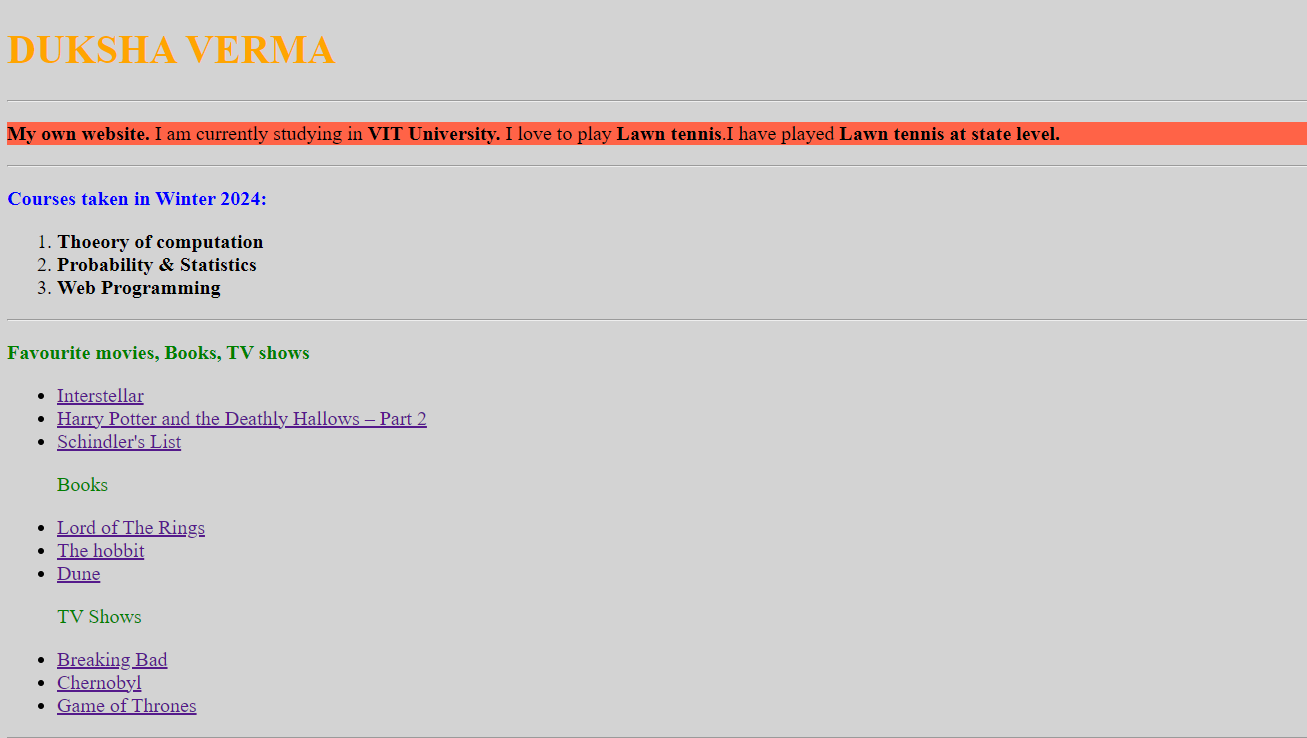 DUKSHA VERMA
My own website. I am currently studying in VIT University. I love to play Lawn tennis.I have played Lawn tennis at state level.
Courses taken in Winter 2024:
1. Thoeory of computation
2. Probability & Statistics
3. Web Programming
Favourite movies, Books, TV shows
• Interstellar
• Harry Potter and the Deathly Hallows – Part 2
• Schindler's List
Books
• Lord of The Rings
• The hobbit
• Dune
TV Shows
• Breaking Bad
• Chernobyl
• Game of Thrones